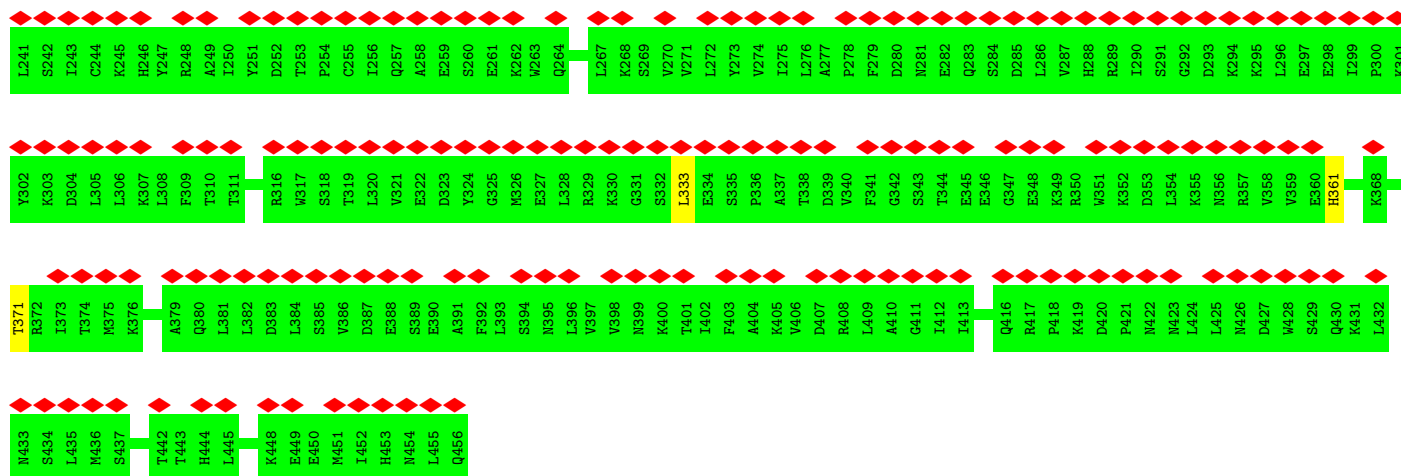 L241 S242 I243 C244 K245 H246 Y247 R248 A249 I250 Y251 D252 T253 P254 C255 I256 Q257 A258 E259 S260 E261 K262 W263 Q264 L267 K268 S269 V270 V271 L272 Y273 V274 I275 L276 A277 P278 F279 D280 N281 E282 Q283 S284 D285 L286 V287 H288 R289 I290 S291 G292 D293 K294 K295 L296 E297 E298 I299 P300 K301
Y302 K303 D304 L305 L306 K307 L308 F309 T310 T311 R316 W317 S318 T319 L320 V321 E322 D323 Y324 G325 M326 E327 L328 R329 K330 G331 S332 L333 E334 S335 P336 A337 T338 D339 V340 F341 G342 S343 T344 E345 E346 G347 E348 K349 R350 W351 K352 D353 L354 K355 N356 R357 V358 V359 E360 H361 K368
T371 R372 I373 T374 M375 K376 A379 Q380 L381 L382 D383 L384 S385 V386 D387 E388 S389 E390 A391 F392 L393 S394 N395 L396 V397 V398 N399 K400 T401 I402 F403 A404 K405 V406 D407 R408 L409 A410 G411 I412 I413 Q416 R417 P418 K419 D420 P421 N422 N423 L424 L425 N426 D427 W428 S429 Q430 K431 L432
N433 S434 L435 M436 S437 T442 T443 H444 L445 K448 E449 E450 M451 I452 H453 N454 L455 Q456